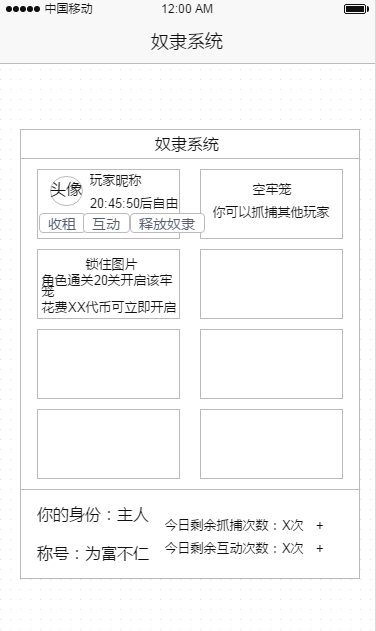 中国移动 12:00 AM
奴隶系统
奴隶系统
头像
玩家昵称
20:45:50后自由
收租 互动 释放奴隶
空牢笼
你可以抓捕其他玩家
锁住图片
角色通关20关开启该牢
笼
花费XX代币可立即开启
你的身份：主人
称号：为富不仁
今日剩余抓捕次数：X次 +
今日剩余互动次数：X次 +